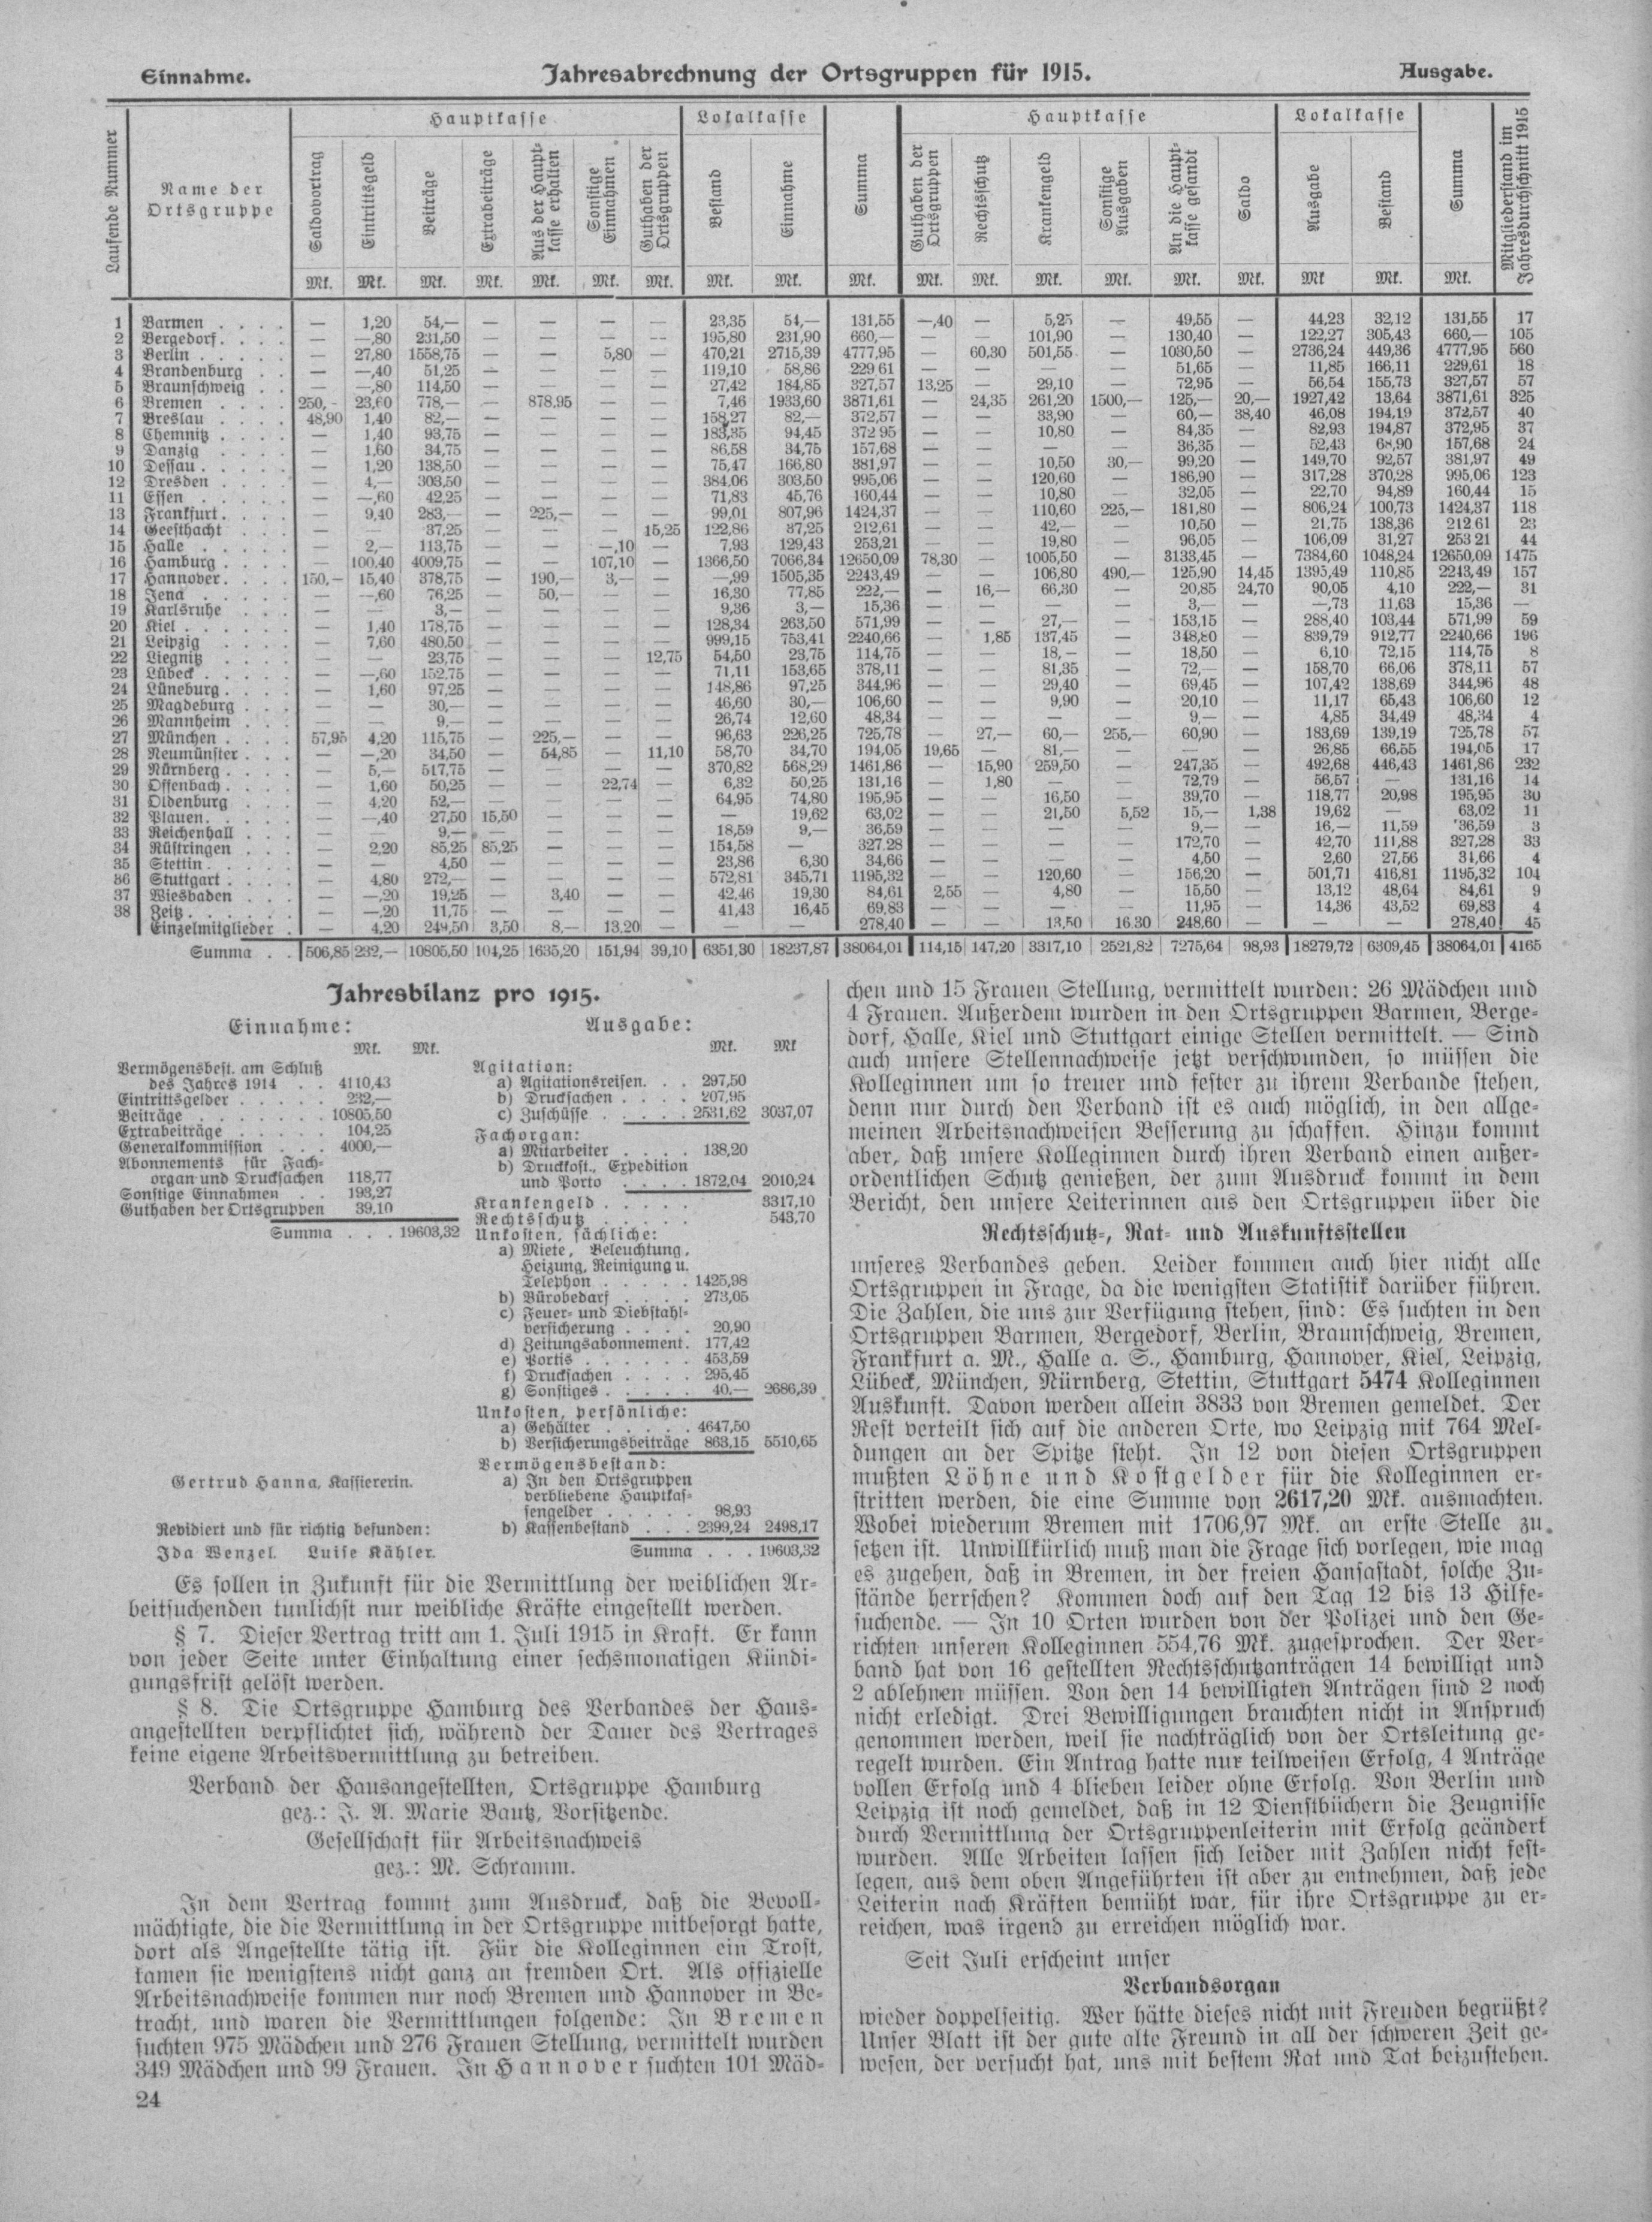 Einnahme. Jahresabrechnung der Ortsgruppen für 1915. Ausgabe.
Laufende Nummer | Name der Ortsgruppe | Hauptkasse | Lokalkasse | Summa | Hauptkasse | Lokalkasse | Summa | Mitgliederstand im Jahresdurchschnitt 1915
Saldovortrag | Eintrittsgeld | Beiträge | Extrabeiträge | Aus der Hauptkasse erhalten | Sonstige Einnahmen | Guthaben der Ortsgruppen | Bestand | Einnahme | Guthaben der Ortsgruppen | Rechtsschutz | Krankengeld | Sonstige Ausgaben | An die Hauptkasse gesandt | Saldo | Ausgabe | Bestand
Mk. Mk. Mk. Mk. Mk. Mk. Mk. Mk. Mk. Mk. Mk. Mk. Mk. Mk. Mk. Mk. Mk Mk. Mk.
1 Barmen . . . . — 1,20 54,— — — — — 23,35 54,— 131,55 —,40 — 5,25 — 49,55 — 44,23 32,12 131,55 17
2 Bergedorf. . . . — —,80 231,50 — — — — 195,80 231,90 660,— — — 101,90 — 130,40 — 122,27 305,43 660,— 105
3 Berlin . . . . . — 27,80 1558,75 — — 5,80 — 470,21 2715,39 4777,95 — 60,30 501,55 — 1030,50 — 2736,24 449,36 4777,95 560
4 Brandenburg . . — —,40 51,25 — — — — 119,10 58,86 229 61 — — — — 51,65 — 11,85 166,11 229,61 18
5 Braunschweig . . — —,80 114,50 — — — — 27,42 184,85 327,57 13,25 — 29,10 — 72,95 — 56,54 155,73 327,57 57
6 Bremen . . . . 250,- 23,60 778,— — 878,95 — — 7,46 1933,60 3871,61 — 24,35 261,20 1500,— 125,— 20,— 1927,42 13,64 3871,61 325
7 Breslau . . . . 48,90 1,40 82,— — — — — 158,27 82,— 372,57 — — 33,90 — 60,— 38,40 46,08 194,19 372,57 40
8 Chemnitz . . . . — 1,40 93,75 — — — — 183,35 94,45 372 95 — — 10,80 — 84,35 — 82,93 194,87 372,95 37
9 Danzig . . . . — 1,60 34,75 — — — — 86,58 34,75 157,68 — — — — 36,35 — 52,43 68,90 157,68 24
10 Dessau . . . . — 1,20 138,50 — — — — 75,47 166,80 381,97 — — 10,50 30,— 99,20 — 149,70 92,57 381,97 49
12 Dresden . . . . — 4,— 303,50 — — — — 384,06 303,50 995,06 — — 120,60 — 186,90 — 317,28 370,28 995,06 123
11 Essen . . . . . — —,60 42,25 — — — — 71,83 45,76 160,44 — — 10,80 — 32,05 — 22,70 94,89 160,44 15
13 Frankfurt. . . . — 9,40 283,— — 225,— — — 99,01 807,96 1424,37 — — 110,60 225,— 181,80 — 806,24 100,73 1424,37 118
14 Geesthacht . . . — 37,25 — — — 15,25 122,86 37,25 212,61 — — 42,— — 10,50 — 21,75 138,36 212 61 23
15 Halle . . . . . — 2,— 113,75 — — —,10 — 7,93 129,43 253,21 — — 19,80 — 96,05 — 106,09 31,27 253 21 44
16 Hamburg . . . . — 100,40 4009,75 — — 107,10 — 1366,50 7066,34 12650,09 78,30 — 1005,50 — 3133,45 — 7384,60 1048,24 12650,09 1475
17 Hannover. . . . 150,— 15,40 378,75 — 190,— 3,— — —,99 1505,35 2243,49 — — 106,80 490,— 125,90 14,45 1395,49 110,85 2243,49 157
18 Jena . . . . . — —,60 76,25 — 50,— — — 16,30 77,85 222,— — 16,— 66,30 — 20,85 24,70 90,05 4,10 222,— 31
19 Karlsruhe . . . — — 3,— — — — — 9,36 3,— 15,36 — — — — 3,— — —,73 11,63 15,36 —
20 Kiel . . . . . — 1,40 178,75 — — — — 128,34 263,50 571,99 — — 27,— — 153,15 — 288,40 103,44 571,99 59
21 Leipzig . . . . — 7,60 480,50 — — — — 999,15 753,41 2240,66 — 1,85 137,45 — 348,80 — 839,79 912,77 2240,66 196
22 Liegnitz . . . . — — 23,75 — — — 12,75 54,50 23,75 114,75 — — 18,— — 18,50 — 6,10 72,15 114,75 8
23 Lübeck . . . . . — —,60 152,75 — — — — 71,11 153,65 378,11 — — 81,35 — 72,— — 158,70 66,06 378,11 57
24 Lüneburg . . . . — 1,60 97,25 — — — — 148,86 97,25 344,96 — — 29,40 — 69,45 — 107,42 138,69 344,96 48
25 Magdeburg . . . — — 30,— — — — — 46,60 30,— 106,60 — — 9,90 — 20,10 — 11,17 65,43 106,60 12
26 Mannheim . . . — — 9,— — — — — 26,74 12,60 48,34 — — — — 9,— — 4,85 34,49 48,34 4
27 München . . . . 57,95 4,20 115,75 — 225,— — — 96,63 226,25 725,78 — 27,— 60,— 255,— 60,90 — 183,69 139,19 725,78 57
28 Neumünster . . . — —,20 34,50 — 54,85 — 11,10 58,70 34,70 194,05 19,65 — 81,— — — — 26,85 66,55 194,05 17
29 Nürnberg . . . . — 5,— 517,75 — — — — 370,82 568,29 1461,86 — 15,90 259,50 — 247,35 — 492,68 446,43 1461,86 232
30 Offenbach . . . . — 1,60 50,25 — — 22,74 — 6,32 50,25 131,16 — 1,80 — 72,79 — 56,57 — 131,16 14
31 Oldenburg . . . — 4,20 52,— — — — — 64,95 74,80 195,95 — — 16,50 — 39,70 — 118,77 20,98 195,95 30
32 Plauen . . . . . — —,40 27,50 15,50 — — — — 19,62 63,02 — — 21,50 5,52 15,— 1,38 19,62 63,02 11
33 Reichenhall . . . — — 9,— — — — — 18,59 9,— 36,59 — — — — 9,— — 16,— 11,59 36,59 3
34 Rüstringen . . . — 2,20 85,25 85,25 — — — 154,58 — 327.28 — — — — 172,70 — 42,70 111,88 327,28 33
35 Stettin . . . . . — — 4,50 — — — — 23,86 6,30 34,66 — — — — 4,50 — 2,60 27,56 34,66 4
36 Stuttgart . . . . — 4,80 272,— — — — — 572,81 345,71 1195,32 — — 120,60 — 156,20 — 501,71 416,81 1195,32 104
37 Wiesbaden . . . — —,20 19,25 — 3,40 — — 42,46 19,30 84,61 2,55 — 4,80 — 15,50 — 13,12 48,64 84,61 9
38 Zeitz . . . . . . — —,20 11,75 — — — — 41,43 16,45 69,83 — — — — 11,95 — 14,36 43,52 69,83 4
Einzelmitglieder . — 4,20 249,50 3,50 8,— 13,20 — — — 278,40 — — 13,50 16.30 248,60 — — — 278,40 45
Summa . . 506,85 232,— 10805,50 104,25 1635,20 151,94 39,10 6351,30 18237,87 38064,01 114,15 147,20 3317,10 2521,82 7275,64 98,93 18279,72 6309,45 38064,01 4165
Jahresbilanz pro 1915.
Einnahme:
Mk. Mk.
Vermögensbest. am Schluß
des Jahres 1914 . . 4110,43
Eintrittsgelder . . . . . 232,—
Beiträge . . . . . . . 10805,50
Extrabeiträge . . . . . 104,25
Generalkommission . . . 4000,—
Abonnements für Fach-
organ und Drucksachen 118,77
Sonstige Einnahmen . . 193,27
Guthaben der Ortsgruppen 39,10
Summa . . . 19603,32
Gertrud Hanna, Kassiererin.
Revidiert und für richtig befunden:
Ida Wenzel. Luise Kähler.
Ausgabe:
Mk. Mk
Agitation:
a) Agitationsreisen. . . 297,50
b) Drucksachen . . . . 207,95
c) Zuschüsse . . . . . 2531,62 3037,07
Fachorgan:
a) Mitarbeiter . . . . 138,20
b) Druckkost., Expedition
und Porto . . . . 1872,04 2010,24
Krankengeld . . . . . 3317,10
Rechtsschutz . . . . . 543,70
Unkosten, sächliche:
a) Miete, Beleuchtung,
Heizung, Reinigung u.
Telephon . . . . . 1425,98
b) Bürobedarf . . . . 273,05
c) Feuer- und Diebstahl-
versicherung . . . . 20,90
d) Zeitungsabonnement. 177,42
e) Portis . . . . . . 453,59
f) Drucksachen . . . . 295,45
g) Sonstiges . . . . . 40,— 2686,39
Unkosten, persönliche:
a) Gehälter . . . . . 4647,50
b) Versicherungsbeiträge 863,15 5510,65
Vermögensbestand:
a) In den Ortsgruppen
verbliebene Hauptkas-
sengelder . . . . . 98,93
b) Kassenbestand . . . 2399,24 2498,17
Summa . . . 19603,32
Es sollen in Zukunft für die Vermittlung der weiblichen Ar-
beitsuchenden tunlichst nur weibliche Kräfte eingestellt werden.
§ 7. Dieser Vertrag tritt am 1. Juli 1915 in Kraft. Er kann
von jeder Seite unter Einhaltung einer sechsmonatigen Kündi-
gungsfrist gelöst werden.
§ 8. Die Ortsgruppe Hamburg des Verbandes der Haus-
angestellten verpflichtet sich, während der Dauer des Vertrages
keine eigene Arbeitsvermittlung zu betreiben.
Verband der Hausangestellten, Ortsgruppe Hamburg
gez.: J. A. Marie Bautz, Vorsitzende.
Gesellschaft für Arbeitsnachweis
gez.: M. Schramm.
In dem Vertrag kommt zum Ausdruck, daß die Bevoll-
mächtigte, die die Vermittlung in der Ortsgruppe mitbesorgt hatte,
dort als Angestellte tätig ist. Für die Kolleginnen ein Trost,
kamen sie wenigstens nicht ganz an fremden Ort. Als offizielle
Arbeitsnachweise kommen nur noch Bremen und Hannover in Be-
tracht, und waren die Vermittlungen folgende: In Bremen
suchten 975 Mädchen und 276 Frauen Stellung, vermittelt wurden
349 Mädchen und 99 Frauen. In Hannover suchten 101 Mäd-
24
chen und 15 Frauen Stellung, vermittelt wurden: 26 Mädchen und
4 Frauen. Außerdem wurden in den Ortsgruppen Barmen, Berge-
dorf, Halle, Kiel und Stuttgart einige Stellen vermittelt. — Sind
auch unsere Stellennachweise jetzt verschwunden, so müssen die
Kolleginnen um so treuer und fester zu ihrem Verbande stehen,
denn nur durch den Verband ist es auch möglich, in den allge-
meinen Arbeitsnachweisen Besserung zu schaffen. Hinzu kommt
aber, daß unsere Kolleginnen durch ihren Verband einen außer-
ordentlichen Schutz genießen, der zum Ausdruck kommt in dem
Bericht, den unsere Leiterinnen aus den Ortsgruppen über die
Rechtsschutz-, Rat- und Auskunftsstellen
unseres Verbandes geben. Leider kommen auch hier nicht alle
Ortsgruppen in Frage, da die wenigsten Statistik darüber führen.
Die Zahlen, die uns zur Verfügung stehen, sind: Es suchten in den
Ortsgruppen Barmen, Bergedorf, Berlin, Braunschweig, Bremen,
Frankfurt a. M., Halle a. S., Hamburg, Hannover, Kiel, Leipzig,
Lübeck, München, Nürnberg, Stettin, Stuttgart 5474 Kolleginnen
Auskunft. Davon werden allein 3833 von Bremen gemeldet. Der
Rest verteilt sich auf die anderen Orte, wo Leipzig mit 764 Mel-
dungen an der Spitze steht. In 12 von diesen Ortsgruppen
mußten Löhne und Kostgelder für die Kolleginnen er-
stritten werden, die eine Summe von 2617,20 Mk. ausmachten.
Wobei wiederum Bremen mit 1706,97 Mk. an erste Stelle zu
setzen ist. Unwillkürlich muß man die Frage sich vorlegen, wie mag
es zugehen, daß in Bremen, in der freien Hansastadt, solche Zu-
stände herrschen? Kommen doch auf den Tag 12 bis 13 Hilfe-
suchende. — In 10 Orten wurden von der Polizei und den Ge-
richten unseren Kolleginnen 554,76 Mk. zugesprochen. Der Ver-
band hat von 16 gestellten Rechtsschutzanträgen 14 bewilligt und
2 ablehnen müssen. Von den 14 bewilligten Anträgen sind 2 noch
nicht erledigt. Drei Bewilligungen brauchten nicht in Anspruch
genommen werden, weil sie nachträglich von der Ortsleitung ge-
regelt wurden. Ein Antrag hatte nur teilweisen Erfolg, 4 Anträge
vollen Erfolg und 4 blieben leider ohne Erfolg. Von Berlin und
Leipzig ist noch gemeldet, daß in 12 Dienstbüchern die Zeugnisse
durch Vermittlung der Ortsgruppenleiterin mit Erfolg geändert
wurden. Alle Arbeiten lassen sich leider mit Zahlen nicht fest-
legen, aus dem oben Angeführten ist aber zu entnehmen, daß jede
Leiterin nach Kräften bemüht war, für ihre Ortsgruppe zu er-
reichen, was irgend zu erreichen möglich war.
Seit Juli erscheint unser
Verbandsorgan
wieder doppelseitig. Wer hätte dieses nicht mit Freuden begrüßt?
Unser Blatt ist der gute alte Freund in all der schweren Zeit ge-
wesen, der versucht hat, uns mit bestem Rat und Tat beizustehen.